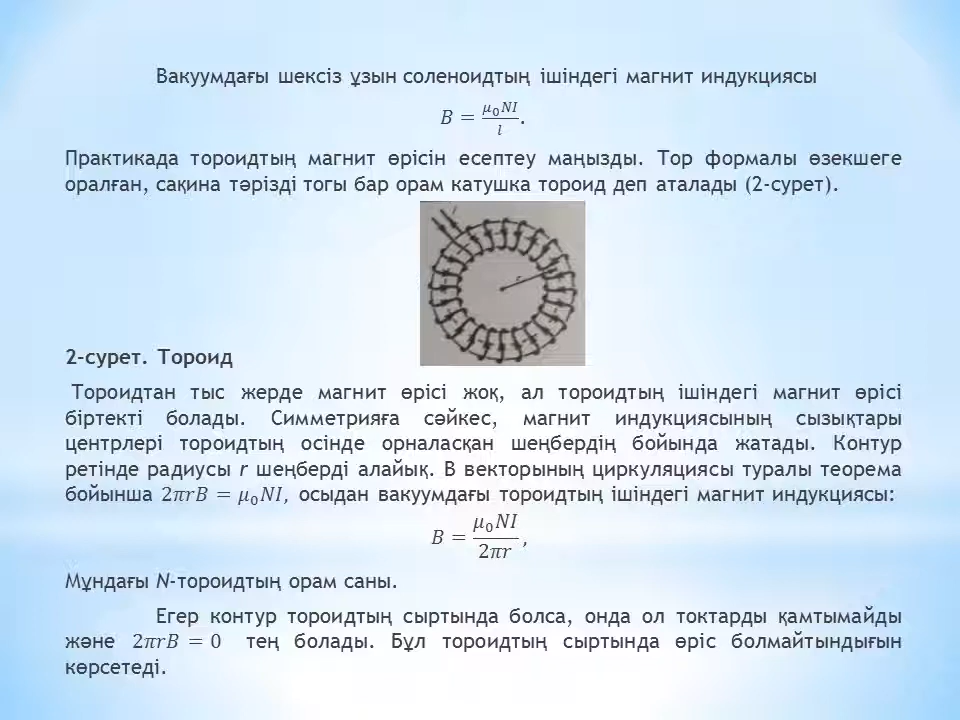 Вакуумдағы шексіз ұзын соленоидтың ішіндегі магнит индукциясы
B = μ₀NI/l.
Практикада тороидтың магнит өрісін есептеу маңызды. Тор формалы өзекшеге
оралған, сақина тәрізді тогы бар орам катушка тороид деп аталады (2-сурет).
2-сурет. Тороид
Тороидтан тыс жерде магнит өрісі жоқ, ал тороидтың ішіндегі магнит өрісі
біртекті болады. Симметрияға сәйкес, магнит индукциясының сызықтары
центрлері тороидтың осінде орналасқан шеңбердің бойында жатады. Контур
ретінде радиусы r шеңберді алайық. В векторының циркуляциясы туралы теорема
бойынша 2πrB = μ₀NI, осыдан вакуумдағы тороидтың ішіндегі магнит индукциясы:
B = μ₀NI/2πr,
Мұндағы N-тороидтың орам саны.
Егер контур тороидтың сыртында болса, онда ол токтарды қамтымайды
және 2πrB = 0 тең болады. Бұл тороидтың сыртында өріс болмайтындығын
көрсетеді.